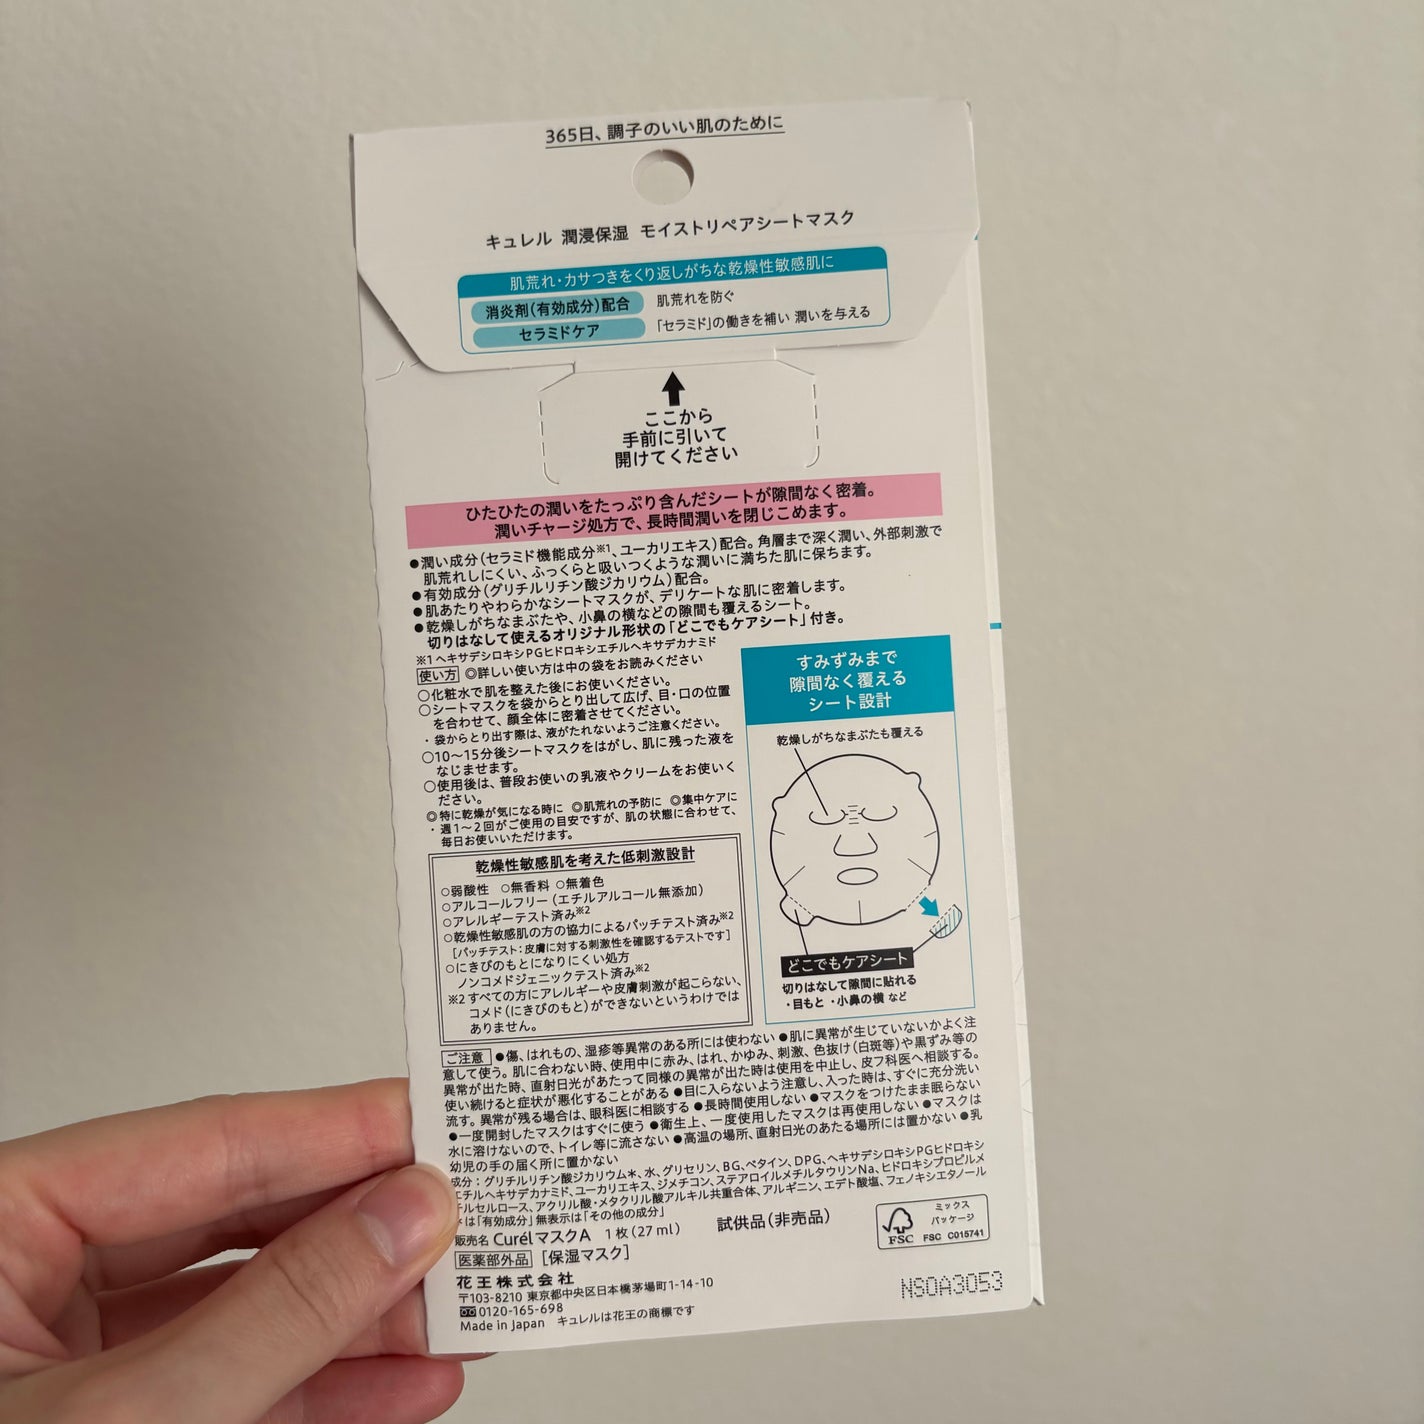 365日、調子のいい肌のために
キュレル 潤浸保湿 モイストリペアシートマスク
肌荒れ・カサつきをくり返しがちな乾燥性敏感肌に
消炎剤(有効成分)配合 肌荒れを防ぐ
セラミドケア 「セラミド」の働きを補い 潤いを与える
ここから
手前に引いて
開けてください
ひたひたの潤いをたっぷり含んだシートが隙間なく密着。
潤いチャージ処方で、長時間潤いを閉じこめます。
●潤い成分(セラミド機能成分※1、ユーカリエキス)配合。角層まで深く潤い、外部刺激で
肌荒れしにくい、ふっくらと吸いつくような潤いに満ちた肌に保ちます。
●有効成分(グリチルリチン酸ジカリウム)配合。
●肌あたりやわらかなシートマスクが、デリケートな肌に密着します。
●乾燥しがちなまぶたや、小鼻の横などの隙間も覆えるシート。
切りはなして使えるオリジナル形状の「どこでもケアシート」付き。
※1 ヘキサデシロキシPGヒドロキシエチルヘキサデカナミド
使い方 ◎詳しい使い方は中の袋をお読みください
○化粧水で肌を整えた後にお使いください。
○シートマスクを袋からとり出して広げ、目・口の位置
を合わせて、顔全体に密着させてください。
・袋からとり出す際は、液がたれないようご注意ください。
○10〜15分後シートマスクをはがし、肌に残った液を
なじませます。
○使用後は、普段お使いの乳液やクリームをお使いく
ださい。
◎特に乾燥が気になる時に ◎肌荒れの予防に ◎集中ケアに
・週1〜2回がご使用の目安ですが、肌の状態に合わせて、
毎日お使いいただけます。
すみずみまで
隙間なく覆える
シート設計
乾燥しがちなまぶたも覆える
どこでもケアシート
切りはなして隙間に貼れる
・目もと ・小鼻の横 など
乾燥性敏感肌を考えた低刺激設計
○弱酸性 ○無香料 ○無着色
○アルコールフリー(エチルアルコール無添加)
○アレルギーテスト済み※2
○乾燥性敏感肌の方の協力によるパッチテスト済み※2
[パッチテスト:皮膚に対する刺激性を確認するテストです]
○にきびのもとになりにくい処方
ノンコメドジェニックテスト済み※2
※2 すべての方にアレルギーや皮膚刺激が起こらない、
コメド(にきびのもと)ができないというわけでは
ありません。
ご注意 ●傷、はれもの、湿疹等異常のある所には使わない ●肌に異常が生じていないかよく注
意して使う。肌に合わない時、使用中に赤み、はれ、かゆみ、刺激、色抜け(白斑等)や黒ずみ等の
異常が出た時、直射日光があたって同様の異常が出た時は使用を中止し、皮フ科医へ相談する。
使い続けると症状が悪化することがある ●目に入らないよう注意し、入った時は、すぐに充分洗い
流す。異常が残る場合は、眼科医に相談する ●長時間使用しない ●マスクをつけたまま眠らない
●一度開封したマスクはすぐに使う ●衛生上、一度使用したマスクは再使用しない ●マスクは
水に溶けないので、トイレ等に流さない ●高温の場所、直射日光のあたる場所には置かない ●乳
幼児の手の届く所に置かない
成分:グリチルリチン酸ジカリウム*、水、グリセリン、BG、ベタイン、DPG、ヘキサデシロキシPGヒドロキシ
エチルヘキサデカナミド、ユーカリエキス、ジメチコン、ステアロイルメチルタウリンNa、ヒドロキシプロピルメ
チルセルロース、アクリル酸・メタクリル酸アルキル共重合体、アルギニン、エデト酸塩、フェノキシエタノール
*は「有効成分」無表示は「その他の成分」
販売名 CurélマスクA 1枚(27ml) 試供品(非売品)
医薬部外品 [保湿マスク]
花王株式会社
〒103-8210 東京都中央区日本橋茅場町1-14-10
0120-165-698
Made in Japan キュレルは花王の商標です
ミックス
パッケージ
FSC FSC C015741
NSOA3053